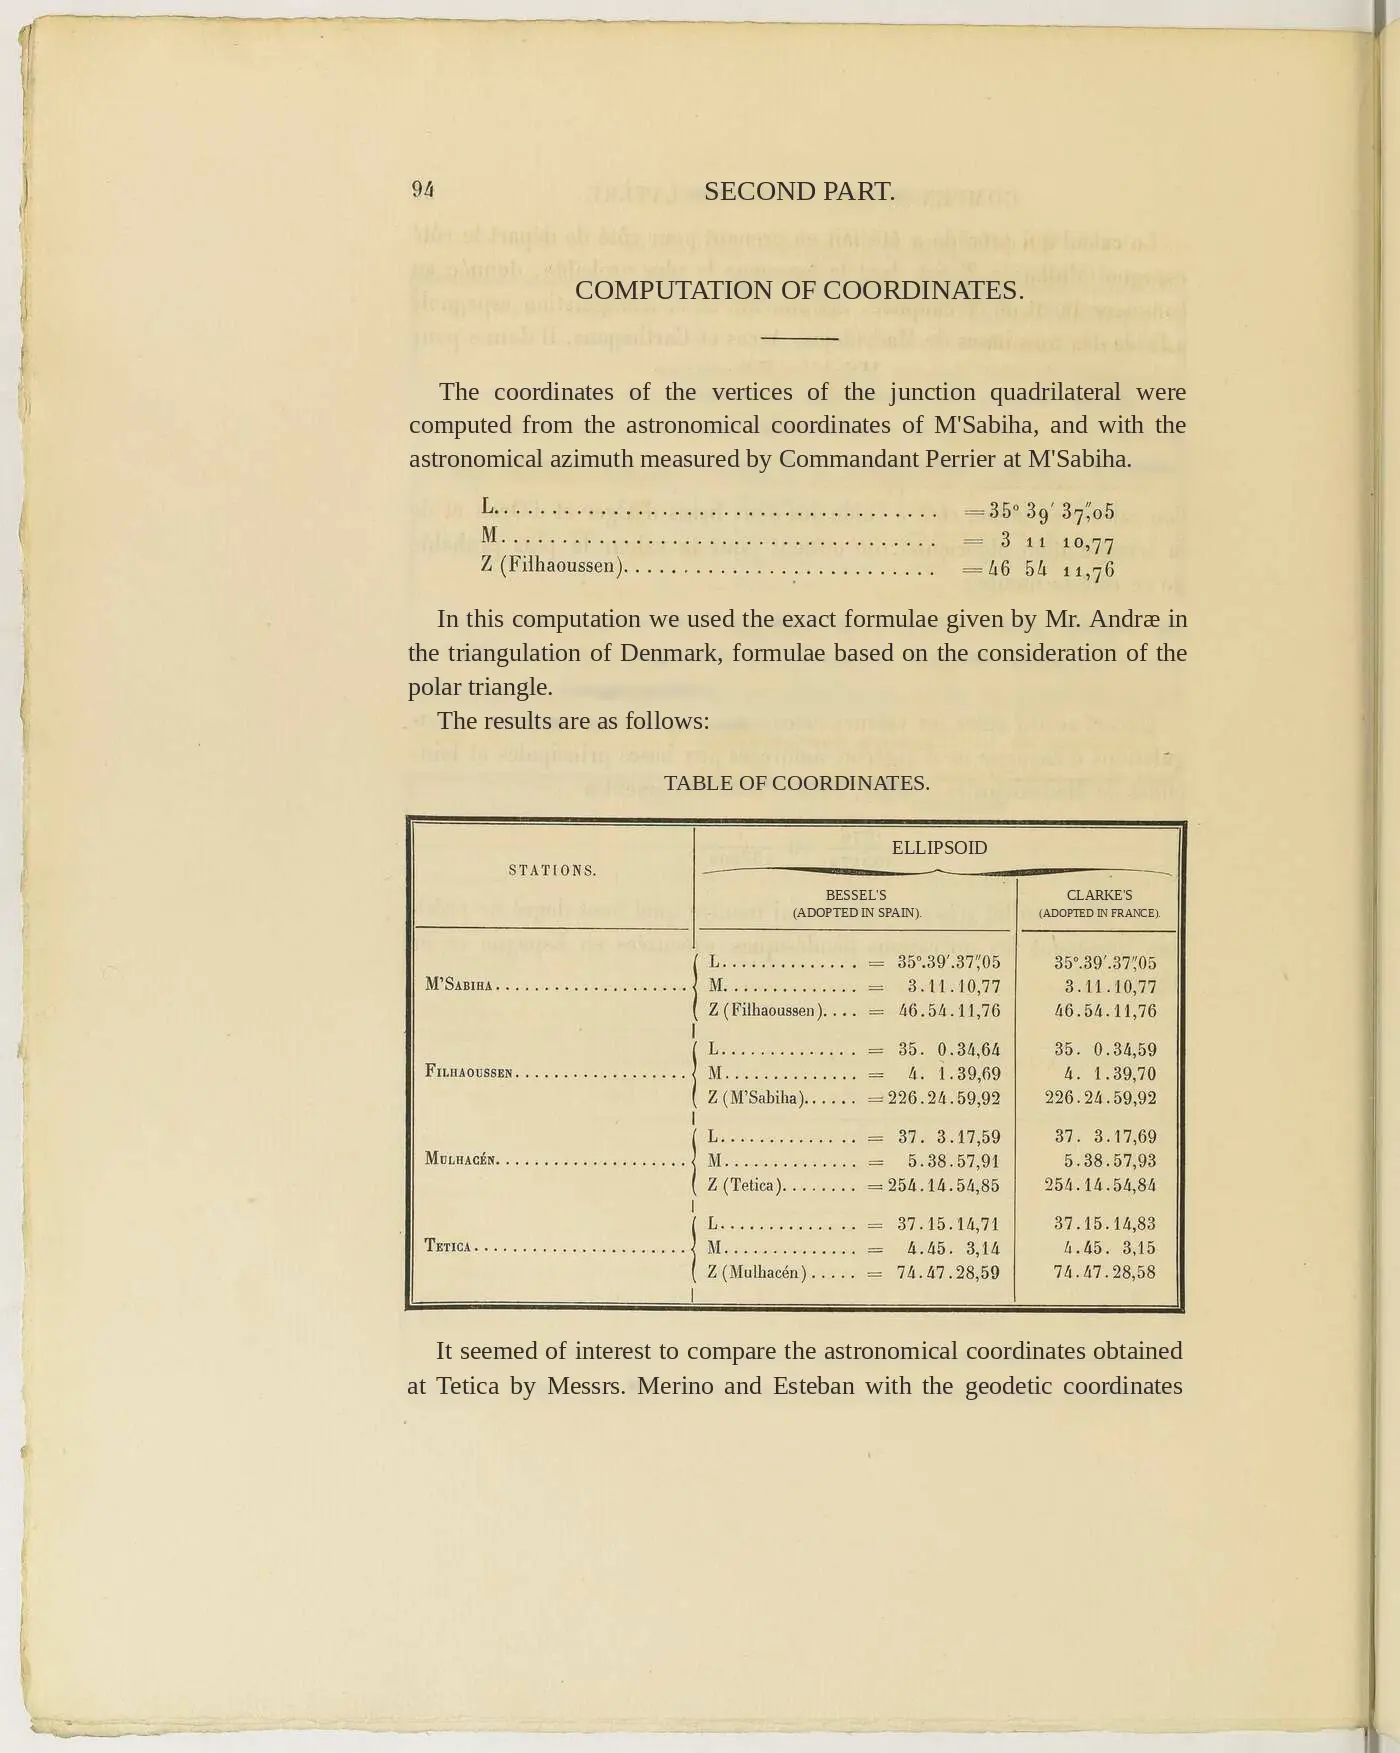 94
SECOND PART.
COMPUTATION OF COORDINATES.
The coordinates of the vertices of the junction quadrilateral were
computed from the astronomical coordinates of M'Sabiha, and with the
astronomical azimuth measured by Commandant Perrier at M'Sabiha.
L. . . . . . . . . . . . . . . . . . . . . . . . . . . . . . . . . . . = 35° 39′ 37″,05
M. . . . . . . . . . . . . . . . . . . . . . . . . . . . . . . . . . = 3 11 10,77
Z (Filhaoussen). . . . . . . . . . . . . . . . . . . . . . . . . . = 46 54 11,76
In this computation we used the exact formulae given by Mr. Andræ in
the triangulation of Denmark, formulae based on the consideration of the
polar triangle.
The results are as follows:
TABLE OF COORDINATES.
STATIONS.
ELLIPSOID
BESSEL'S
(ADOPTED IN SPAIN).
CLARKE'S
(ADOPTED IN FRANCE).
L. . . . . . . . . . . . . . = 35°.39′.37″,05 35°.39′.37″,05
M'SABIHA. . . . . . . . . . . . . . . . . . . . M. . . . . . . . . . . . . . = 3.11.10,77 3.11.10,77
Z (Filhaoussen). . . . = 46.54.11,76 46.54.11,76
L. . . . . . . . . . . . . . = 35. 0.34,64 35. 0.34,59
FILHAOUSSEN. . . . . . . . . . . . . . . . . . M. . . . . . . . . . . . . . = 4. 1.39,69 4. 1.39,70
Z (M'Sabiha). . . . . . = 226.24.59,92 226.24.59,92
L. . . . . . . . . . . . . . = 37. 3.17,59 37. 3.17,69
MULHACÉN. . . . . . . . . . . . . . . . . . . . M. . . . . . . . . . . . . . = 5.38.57,91 5.38.57,93
Z (Tetica). . . . . . . . = 254.14.54,85 254.14.54,84
L. . . . . . . . . . . . . . = 37.15.14,71 37.15.14,83
TETICA. . . . . . . . . . . . . . . . . . . . . . M. . . . . . . . . . . . . . = 4.45. 3,14 4.45. 3,15
Z (Mulhacén) . . . . . = 74.47.28,59 74.47.28,58
It seemed of interest to compare the astronomical coordinates obtained
at Tetica by Messrs. Merino and Esteban with the geodetic coordinates